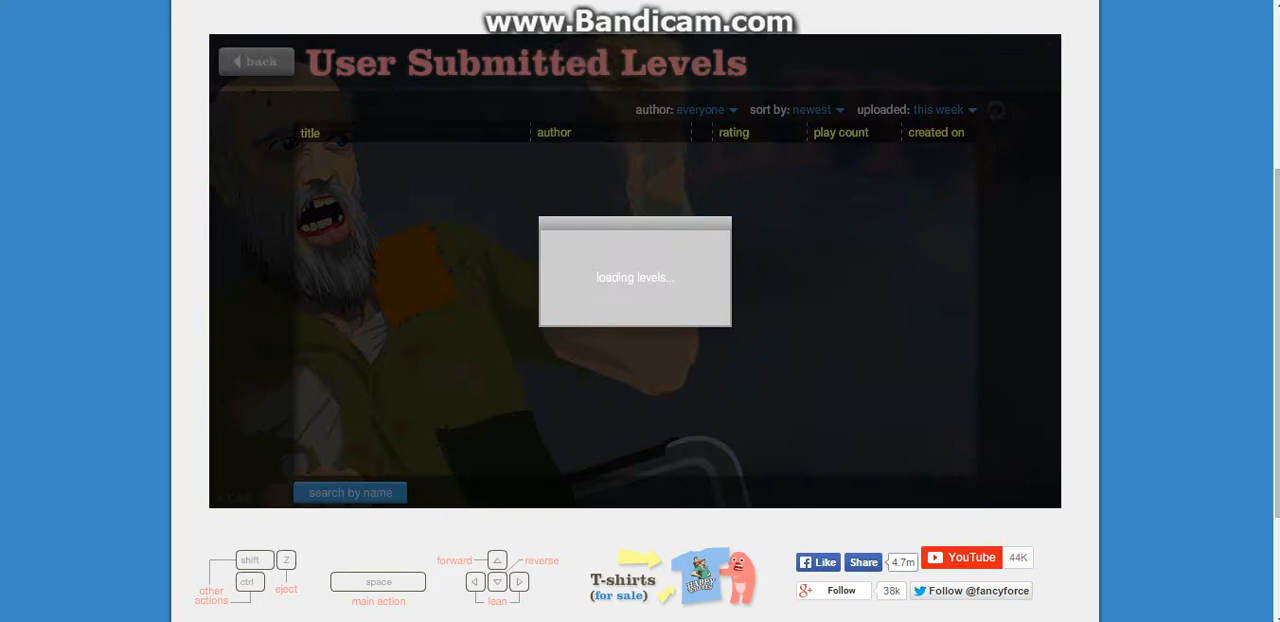 www.Bandicam.com
back
User Submitted Levels
author: everyone sort by: newest uploaded: this week
title author rating play count created on
loading levels...
search by name
shift Z
ctrl
other
actions
eject
space
main action
forward reverse
lean
T-shirts
(for sale)
HAPPY
WHEELS
Like Share 4.7m YouTube 44K
Follow 38k Follow @fancyforce